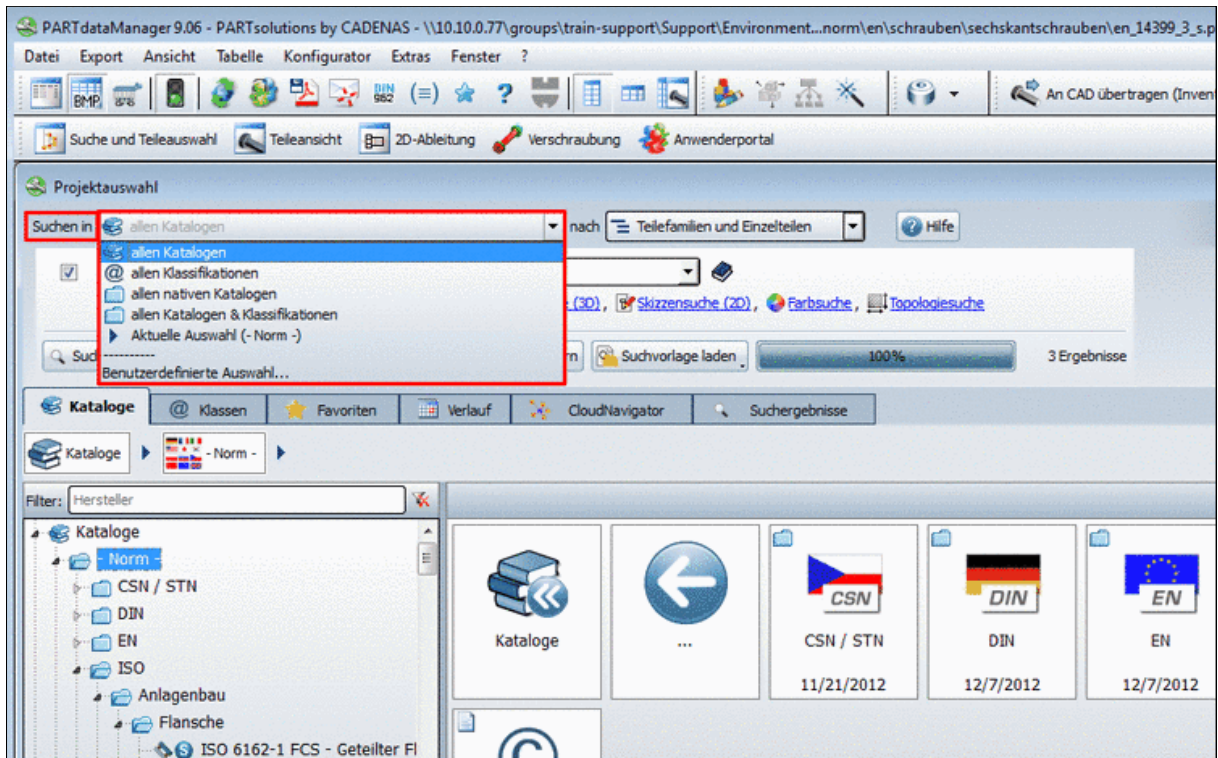 PARTdataManager 9.06 - PARTsolutions by CADENAS - \\10.10.0.77\groups\train-support\Support\Environment...norm\en\schrauben\sechskantschrauben\en_14399_3_s.p
Datei Export Ansicht Tabelle Konfigurator Extras Fenster ?
BMP DIN 962 (=) ? An CAD übertragen (Inven
Suche und Teileauswahl Teileansicht 2D-Ableitung Verschraubung Anwenderportal
Projektauswahl
Suchen in allen Katalogen nach Teilefamilien und Einzelteilen Hilfe
allen Katalogen
@ allen Klassifikationen
allen nativen Katalogen
allen Katalogen & Klassifikationen
Aktuelle Auswahl (- Norm -)
----------
Benutzerdefinierte Auswahl...
(3D), Skizzensuche (2D), Farbsuche, Topologiesuche
Suc rn Suchvorlage laden 100% 3 Ergebnisse
Kataloge @ Klassen Favoriten Verlauf CloudNavigator Suchergebnisse
Kataloge - Norm -
Filter: Hersteller
Kataloge
- Norm -
CSN / STN
DIN
EN
ISO
Anlagenbau
Flansche
ISO 6162-1 FCS - Geteilter Fl
Kataloge
...
CSN
CSN / STN
11/21/2012
DIN
DIN
12/7/2012
EN
EN
12/7/2012
©